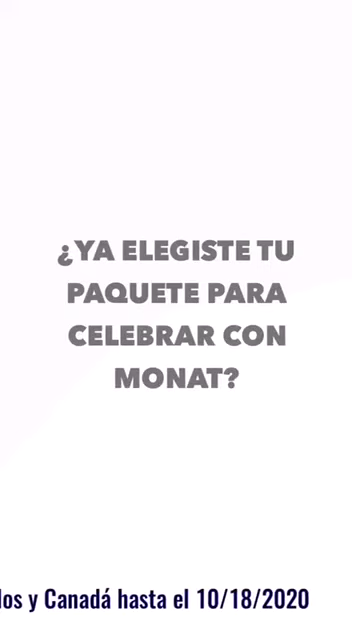 ¿YA ELEGISTE TU
PAQUETE PARA
CELEBRAR CON
MONAT?
y Canadá hasta el 10/18/2020